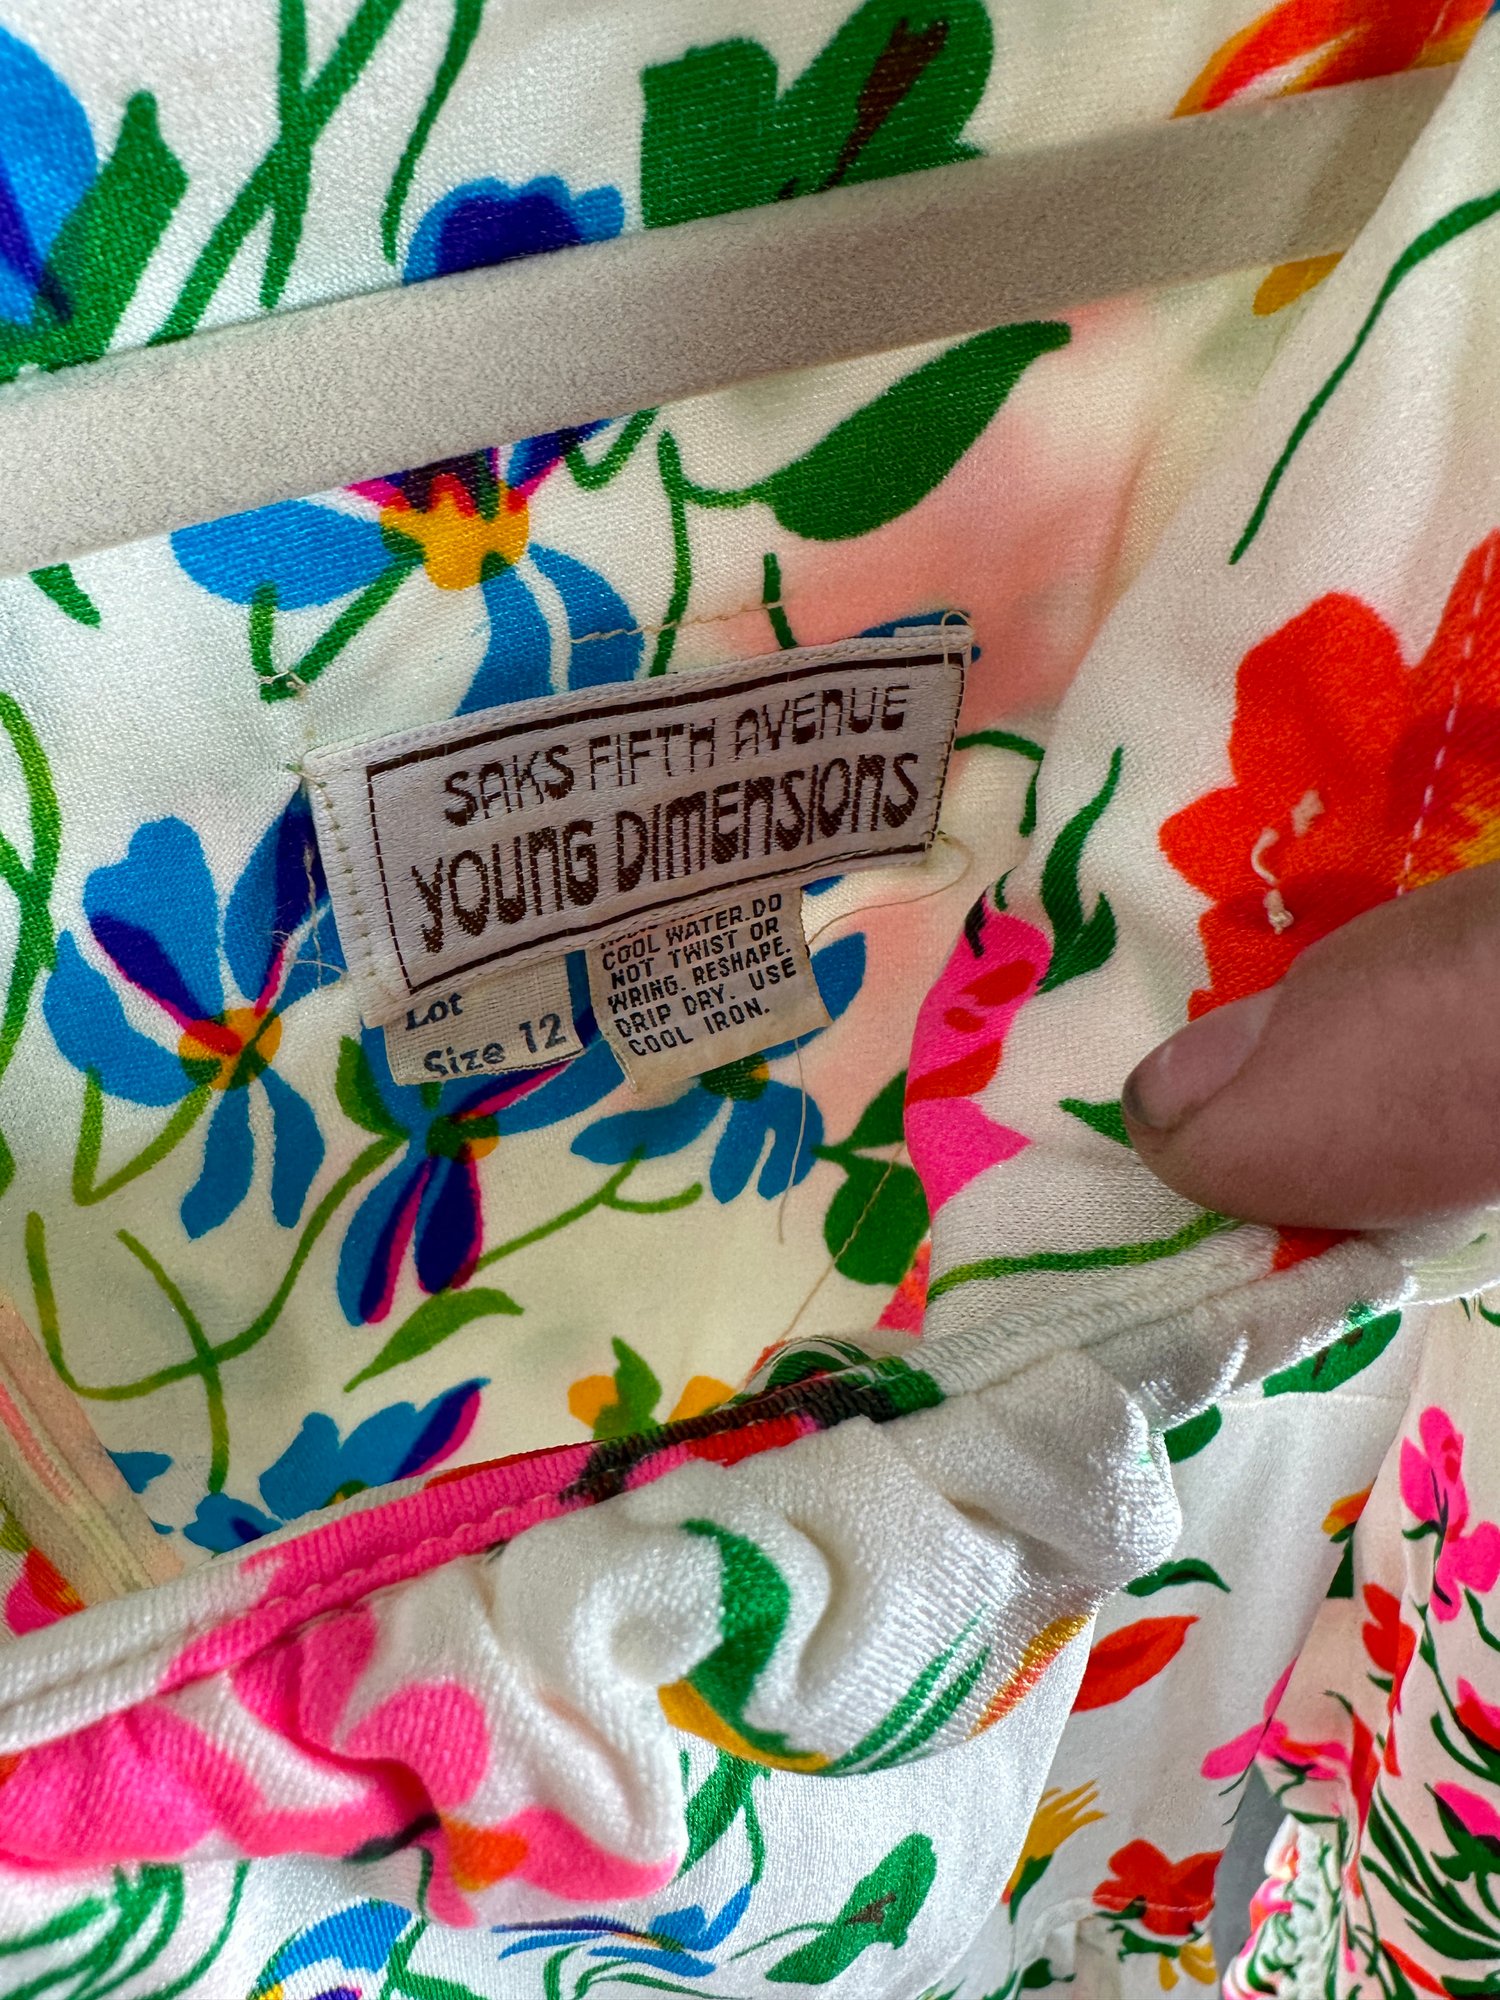 SAKS FIFTH AVENUE
YOUNG DIMENSIONS
Lot
Size 12
COOL WATER. DO
NOT TWIST OR
WRING. RESHAPE.
DRIP DRY. USE
COOL IRON.